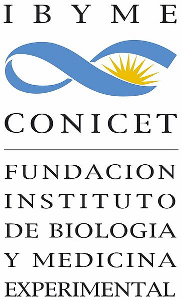 IBYME
CONICET
FUNDACION
INSTITUTO
DE BIOLOGIA
Y MEDICINA
EXPERIMENTAL